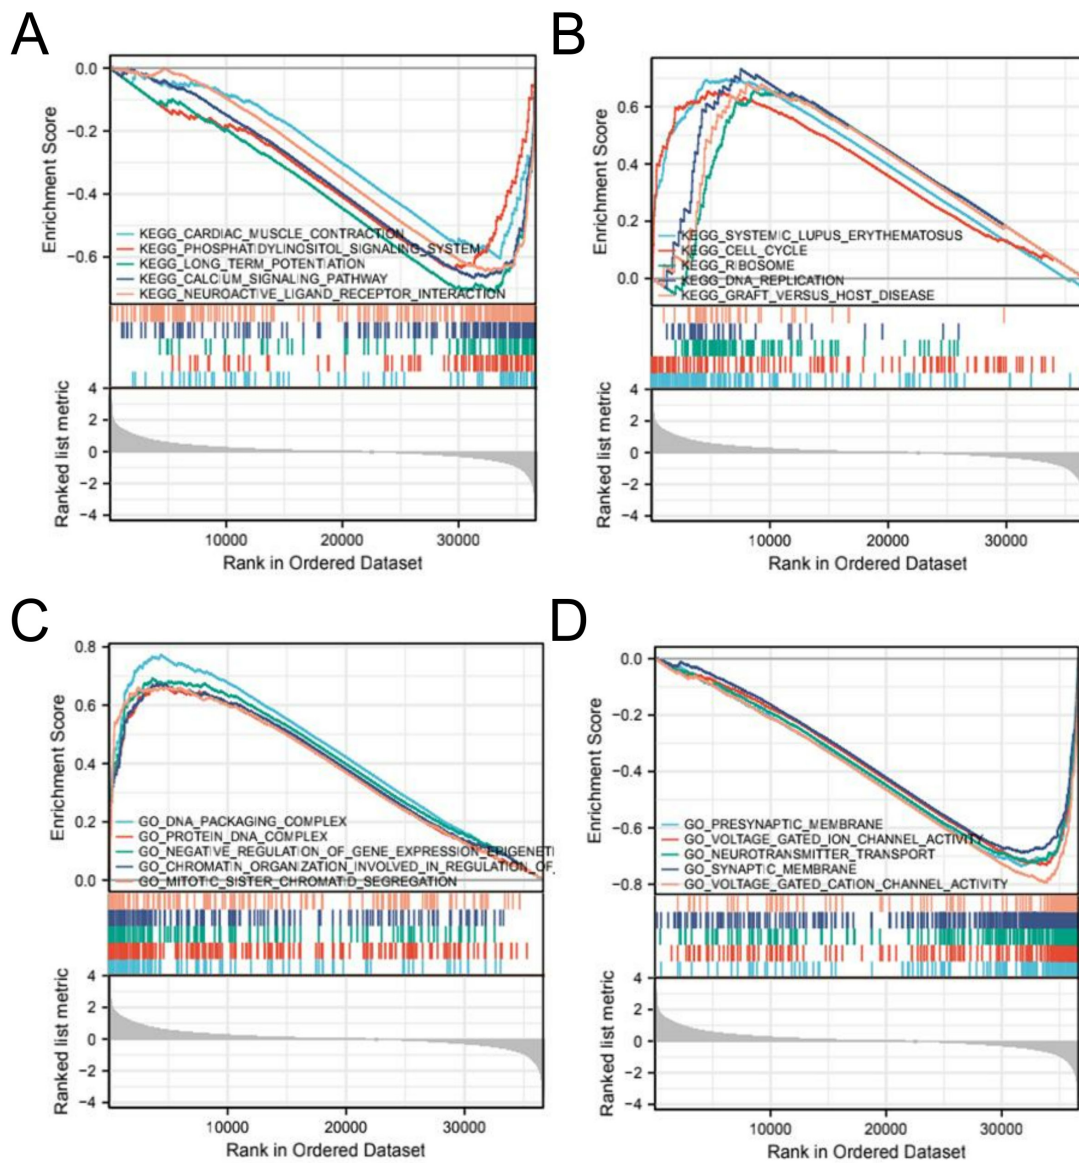 A
Enrichment Score
0.0
−0.2
−0.4
−0.6
KEGG_CARDIAC_MUSCLE_CONTRACTION
KEGG_PHOSPHATIDYLINOSITOL_SIGNALING_SYSTEM
KEGG_LONG_TERM_POTENTIATION
KEGG_CALCIUM_SIGNALING_PATHWAY
KEGG_NEUROACTIVE_LIGAND_RECEPTOR_INTERACTION
Ranked list metric
4
2
0
−2
−4
10000 20000 30000
Rank in Ordered Dataset
B
Enrichment Score
0.6
0.4
0.2
0.0
KEGG_SYSTEMIC_LUPUS_ERYTHEMATOSUS
KEGG_CELL_CYCLE
KEGG_RIBOSOME
KEGG_DNA_REPLICATION
KEGG_GRAFT_VERSUS_HOST_DISEASE
Ranked list metric
4
2
0
−2
−4
10000 20000 30000
Rank in Ordered Dataset
C
Enrichment Score
0.8
0.6
0.4
0.2
0.0
GO_DNA_PACKAGING_COMPLEX
GO_PROTEIN_DNA_COMPLEX
GO_NEGATIVE_REGULATION_OF_GENE_EXPRESSION_EPIGENETI
GO_CHROMATIN_ORGANIZATION_INVOLVED_IN_REGULATION_OF_
GO_MITOTIC_SISTER_CHROMATID_SEGREGATION
Ranked list metric
4
2
0
−2
−4
10000 20000 30000
Rank in Ordered Dataset
D
Enrichment Score
0.0
−0.2
−0.4
−0.6
−0.8
GO_PRESYNAPTIC_MEMBRANE
GO_VOLTAGE_GATED_ION_CHANNEL_ACTIVITY
GO_NEUROTRANSMITTER_TRANSPORT
GO_SYNAPTIC_MEMBRANE
GO_VOLTAGE_GATED_CATION_CHANNEL_ACTIVITY
Ranked list metric
4
2
0
−2
−4
10000 20000 30000
Rank in Ordered Dataset